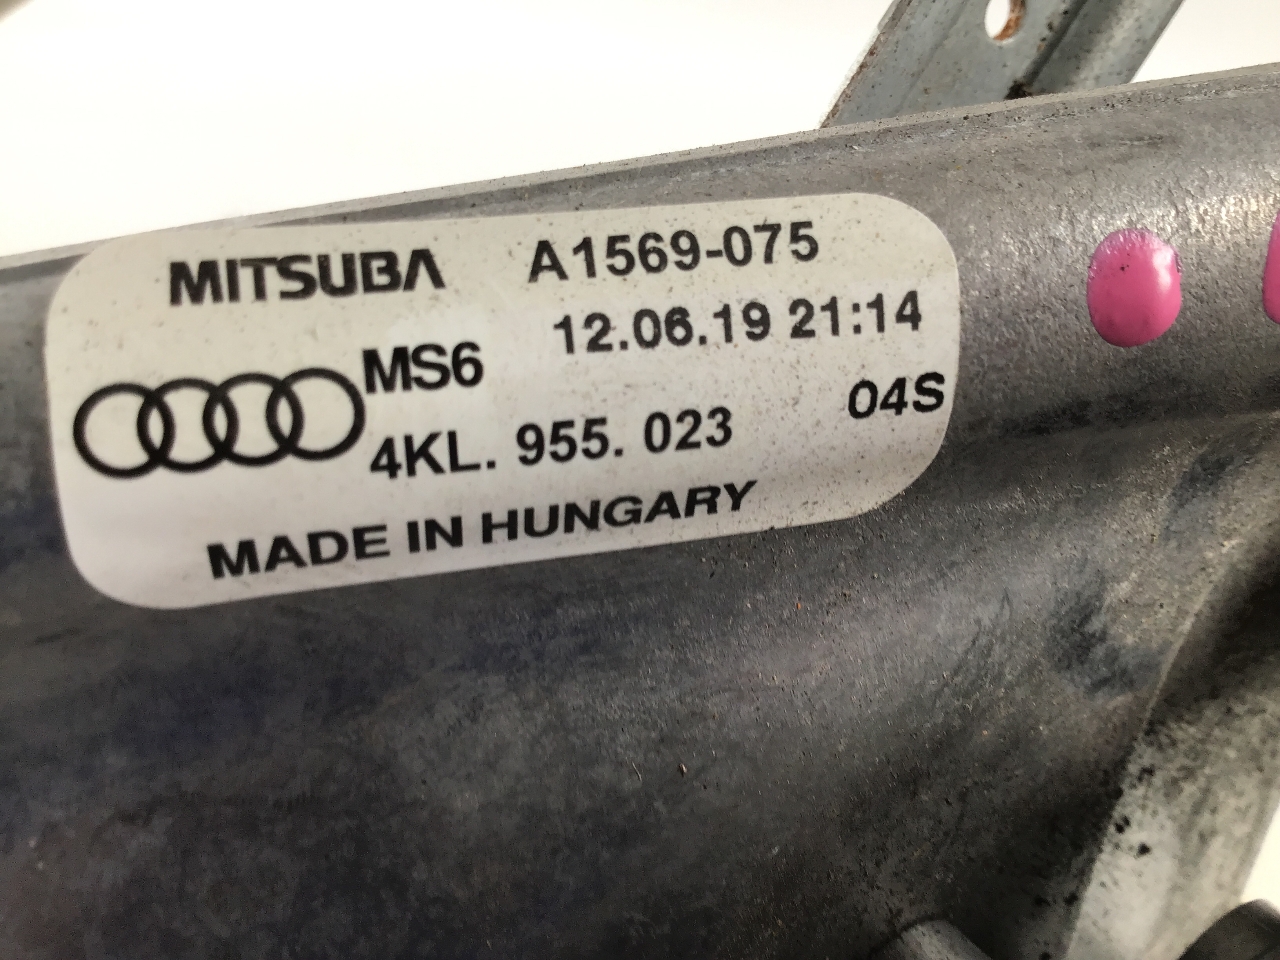 MITSUBA A1569-075
12.06.19 21:14
MS6
04S
4KL. 955. 023
MADE IN HUNGARY